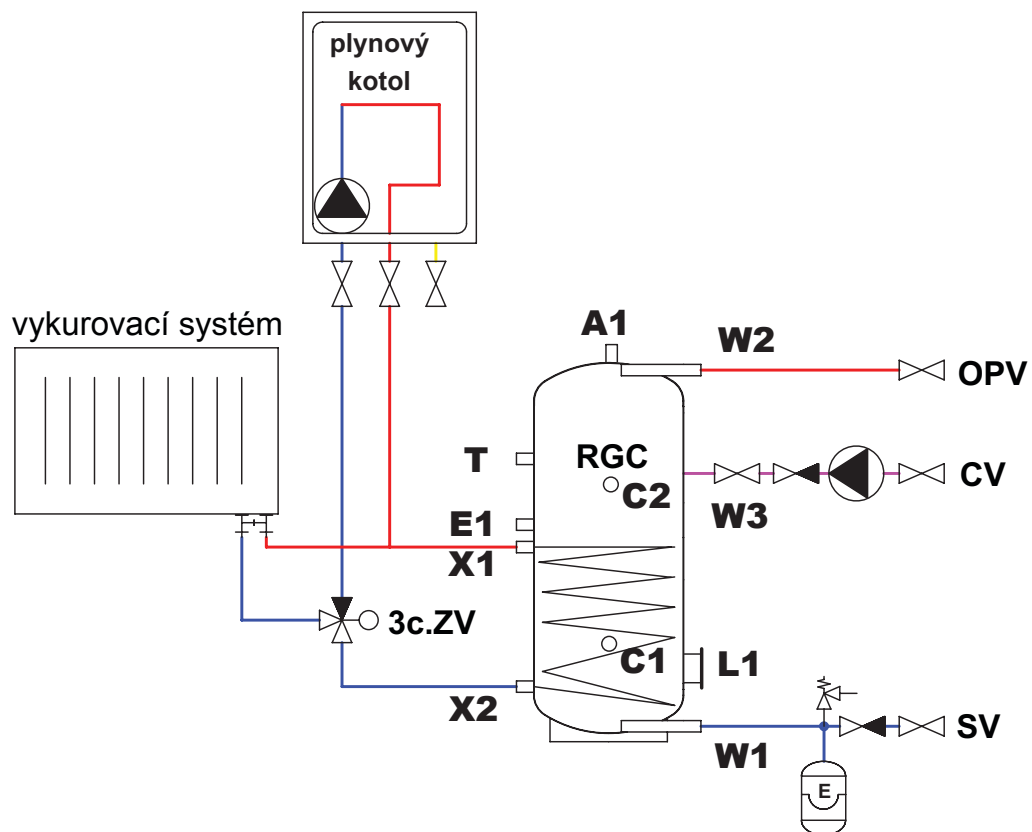 plynový
kotol
vykurovací systém
A1
W2
OPV
T
RGC
C2
CV
W3
E1
X1
3c.ZV
C1
L1
X2
W1
SV
E